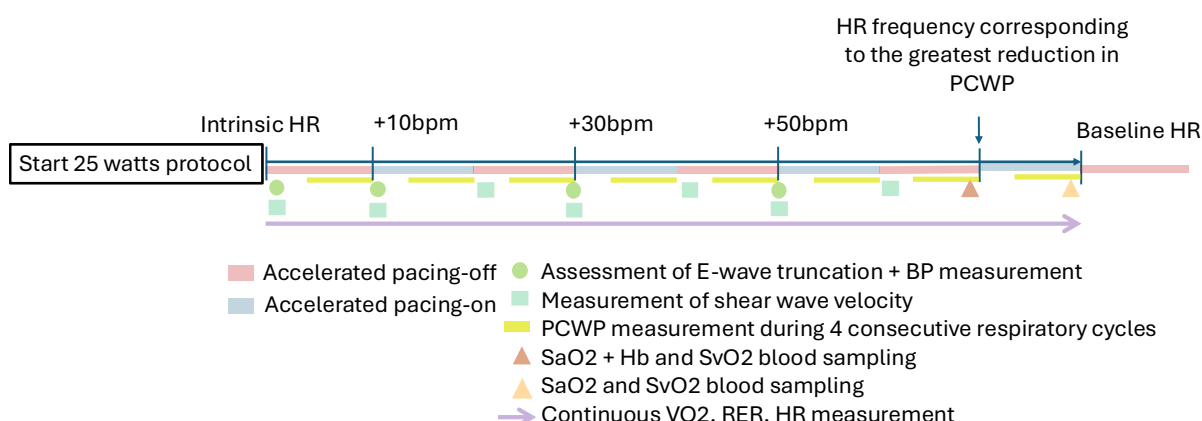 HR frequency corresponding
to the greatest reduction in
PCWP
Intrinsic HR
+10bpm
+30bpm
+50bpm
Baseline HR
Start 25 watts protocol
Accelerated pacing-off
Accelerated pacing-on
Assessment of E-wave truncation + BP measurement
Measurement of shear wave velocity
PCWP measurement during 4 consecutive respiratory cycles
SaO2 + Hb and SvO2 blood sampling
SaO2 and SvO2 blood sampling
Continuous VO2, RER, HR measurement